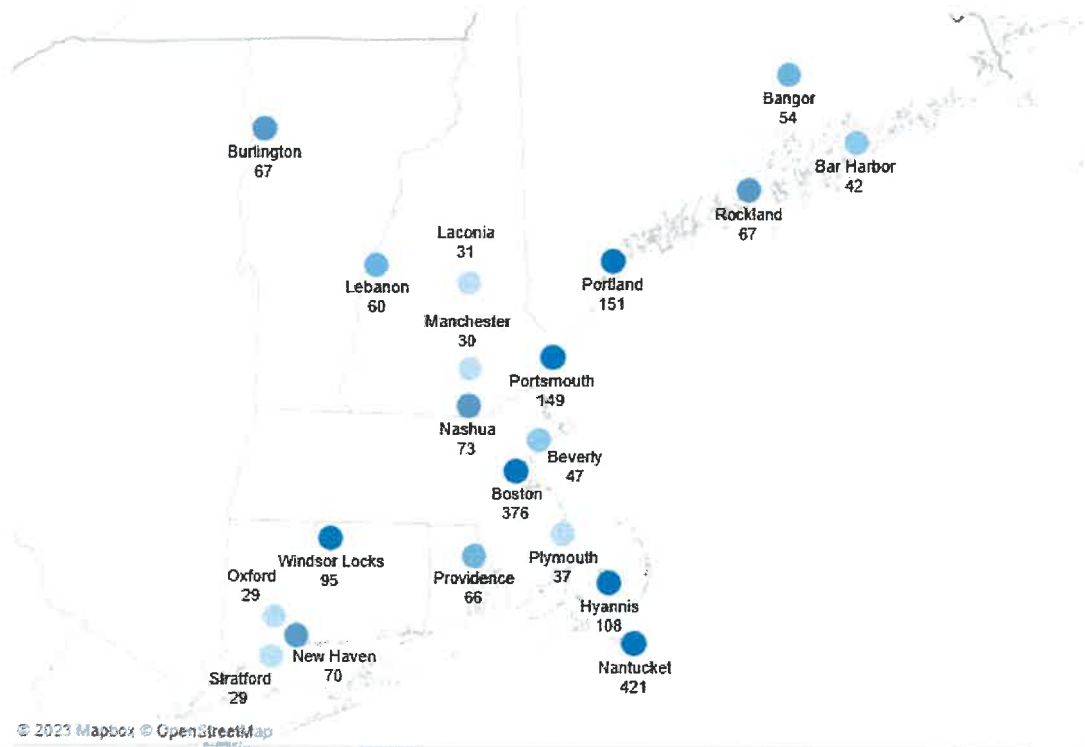 Bangor
54
Burlington
67
Bar Harbor
42
Rockland
67
Laconia
31
Lebanon
60
Portland
151
Manchester
30
Portsmouth
149
Nashua
73
Beverly
47
Boston
376
Windsor Locks
95
Plymouth
37
Oxford
29
Providence
66
Hyannis
108
New Haven
70
Nantucket
421
Stratford
29
© 2023 Mapbox © OpenStreetMap